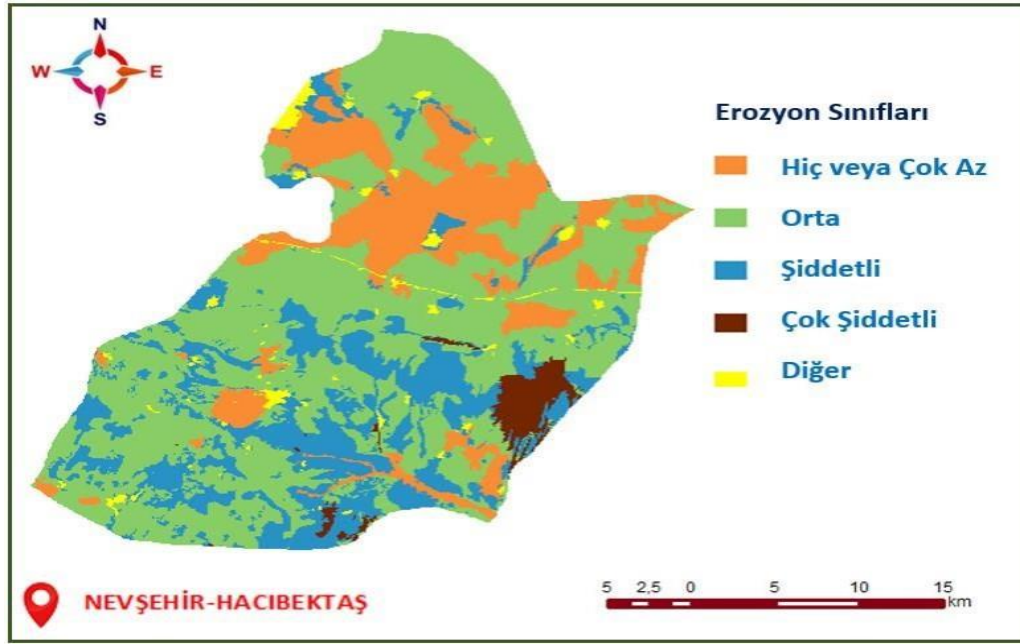 N
W E
S
Erozyon Sınıfları
Hiç veya Çok Az
Orta
Şiddetli
Çok Şiddetli
Diğer
NEVŞEHİR-HACIBEKTAŞ
5 2,5 0 5 10 15
km